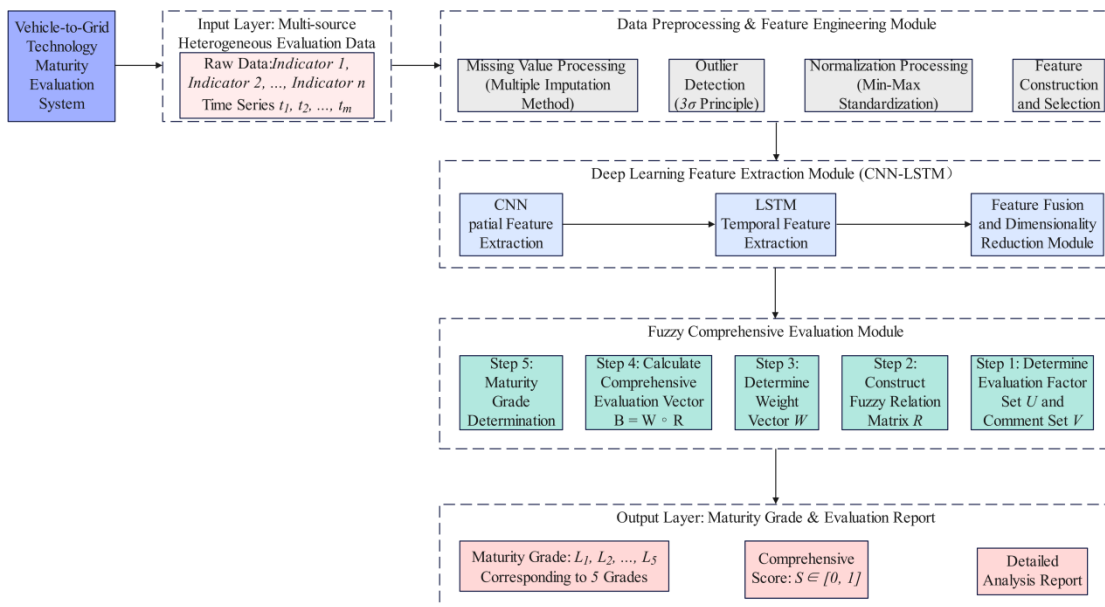 Vehicle-to-Grid
Technology
Maturity
Evaluation
System
Input Layer: Multi-source
Heterogeneous Evaluation Data
Raw Data:Indicator 1,
Indicator 2, ..., Indicator n
Time Series t1, t2, ..., tm
Data Preprocessing & Feature Engineering Module
Missing Value Processing
(Multiple Imputation
Method)
Outlier
Detection
(3σ Principle)
Normalization Processing
(Min-Max
Standardization)
Feature
Construction
and Selection
Deep Learning Feature Extraction Module (CNN-LSTM）
CNN
patial Feature
Extraction
LSTM
Temporal Feature
Extraction
Feature Fusion
and Dimensionality
Reduction Module
Fuzzy Comprehensive Evaluation Module
Step 5:
Maturity
Grade
Determination
Step 4: Calculate
Comprehensive
Evaluation Vector
B = W ∘ R
Step 3:
Determine
Weight
Vector W
Step 2:
Construct
Fuzzy Relation
Matrix R
Step 1: Determine
Evaluation Factor
Set U and
Comment Set V
Output Layer: Maturity Grade & Evaluation Report
Maturity Grade: L1, L2, ..., L5
Corresponding to 5 Grades
Comprehensive
Score: S ∈ [0, 1]
Detailed
Analysis Report